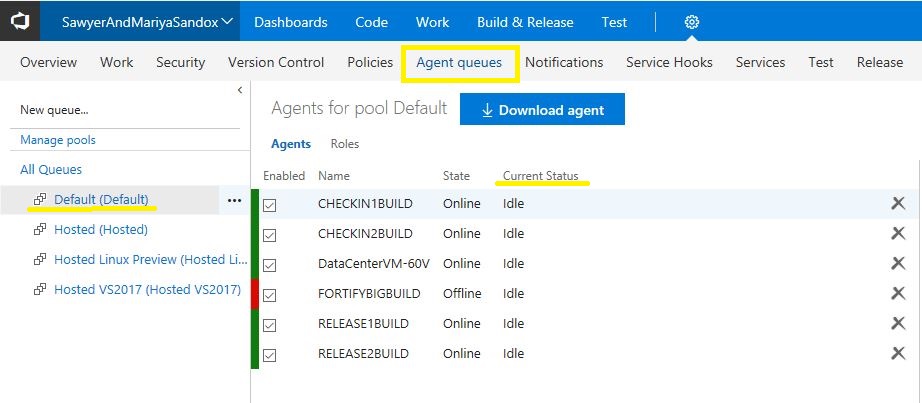 SawyerAndMariyaSandox Dashboards Code Work Build & Release Test
Overview Work Security Version Control Policies Agent queues Notifications Service Hooks Services Test Release
New queue...
Manage pools
All Queues
Default (Default)
Hosted (Hosted)
Hosted Linux Preview (Hosted Li...
Hosted VS2017 (Hosted VS2017)
Agents for pool Default Download agent
Agents Roles
Enabled Name State Current Status
CHECKIN1BUILD Online Idle
CHECKIN2BUILD Online Idle
DataCenterVM-60V Online Idle
FORTIFYBIGBUILD Offline Idle
RELEASE1BUILD Online Idle
RELEASE2BUILD Online Idle